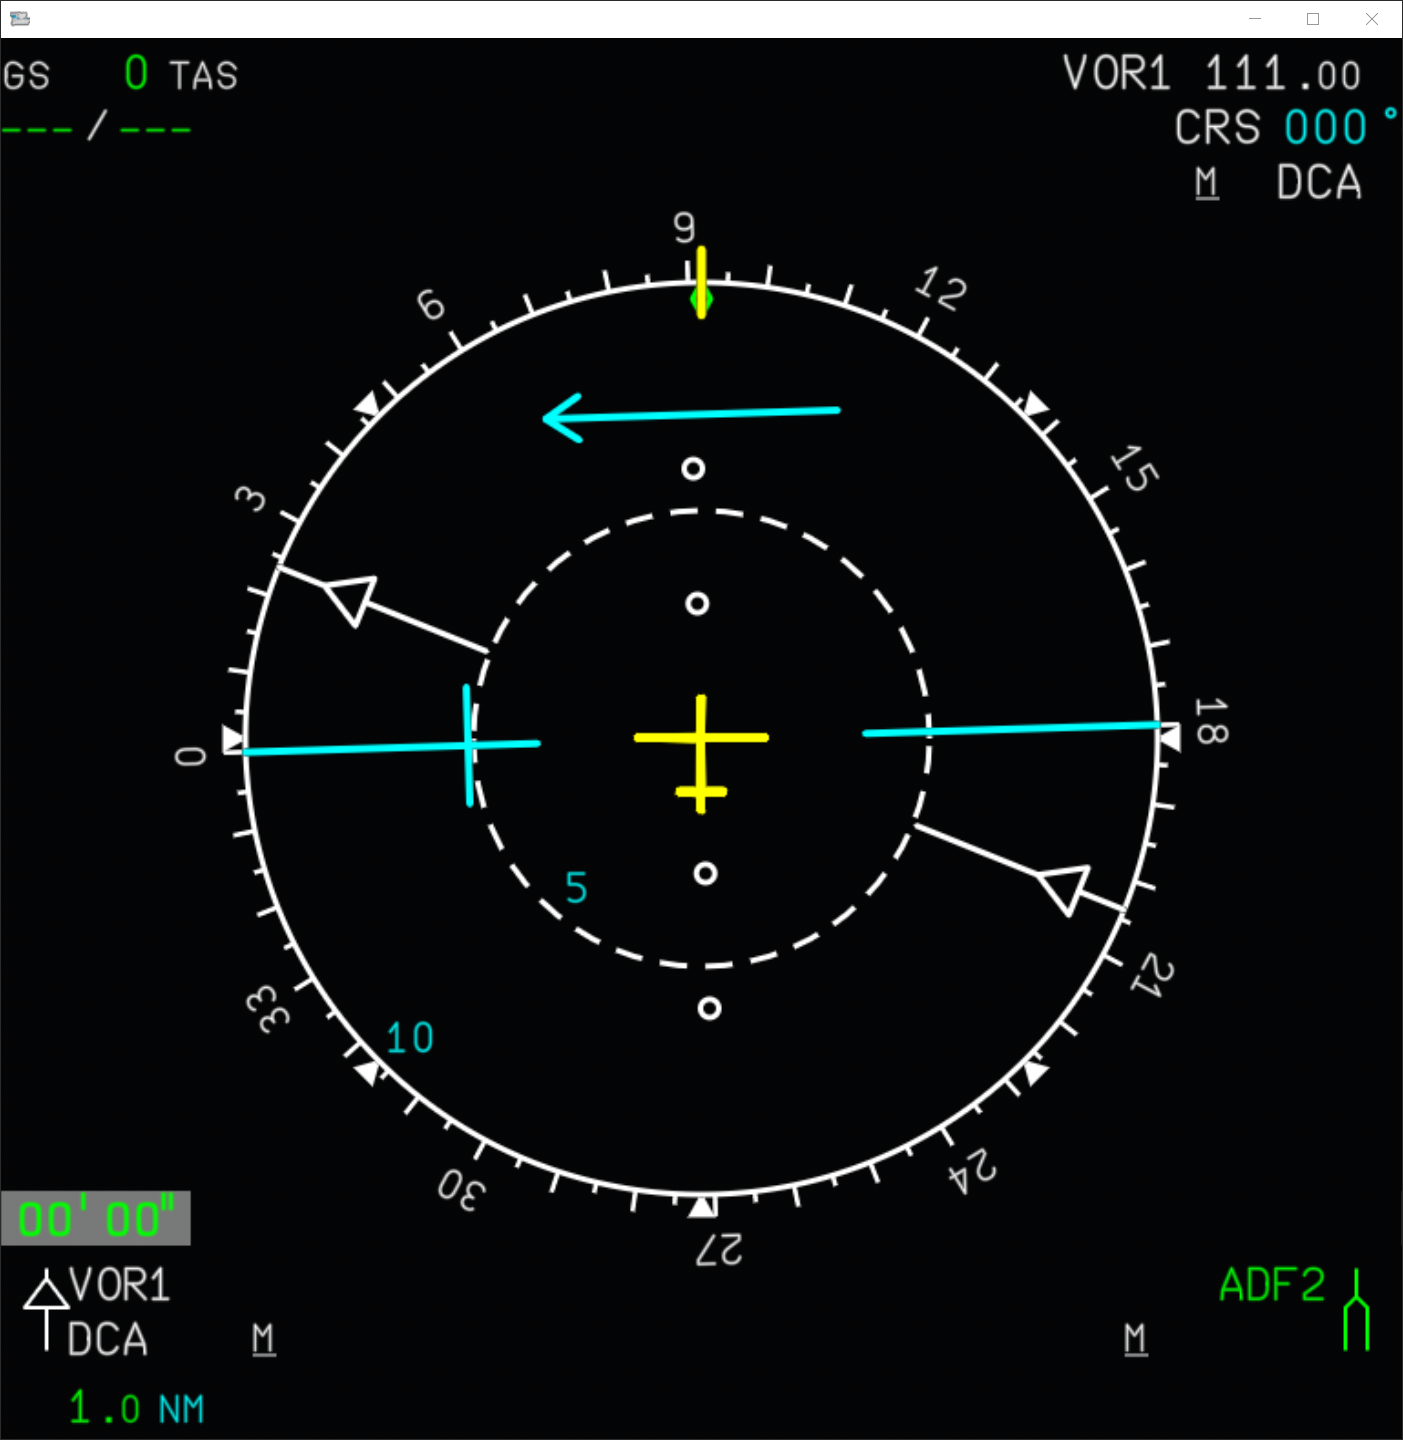 GS 0 TAS
---/---
VOR1 111.00
CRS 000°
M DCA
9
12
15
18
21
24
27
30
33
0
3
6
5
10
00'00"
VOR1
DCA M
1.0 NM
ADF2
M